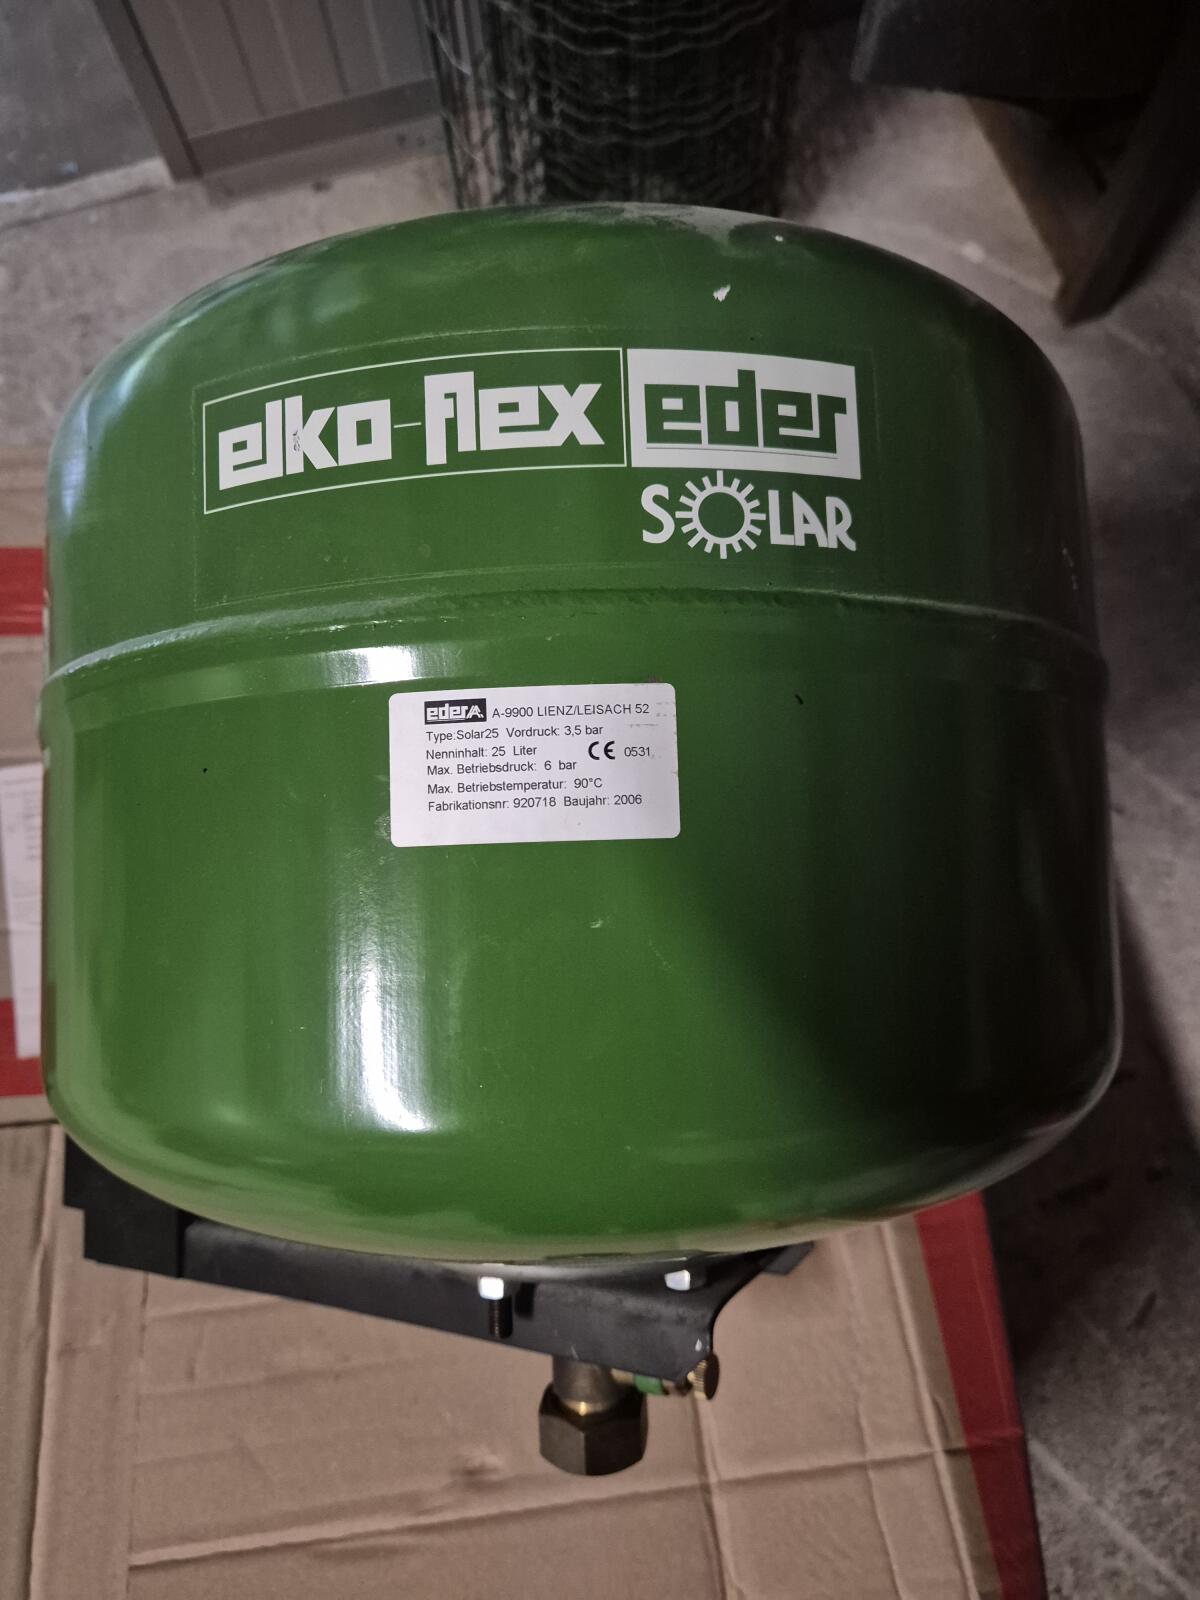 elko-flex eder
SOLAR
eder A-9900 LIENZ/LEISACH 52
Type:Solar25 Vordruck: 3,5 bar
Nenninhalt: 25 Liter CE 0531
Max. Betriebsdruck: 6 bar
Max. Betriebstemperatur: 90°C
Fabrikationsnr: 920718 Baujahr: 2006